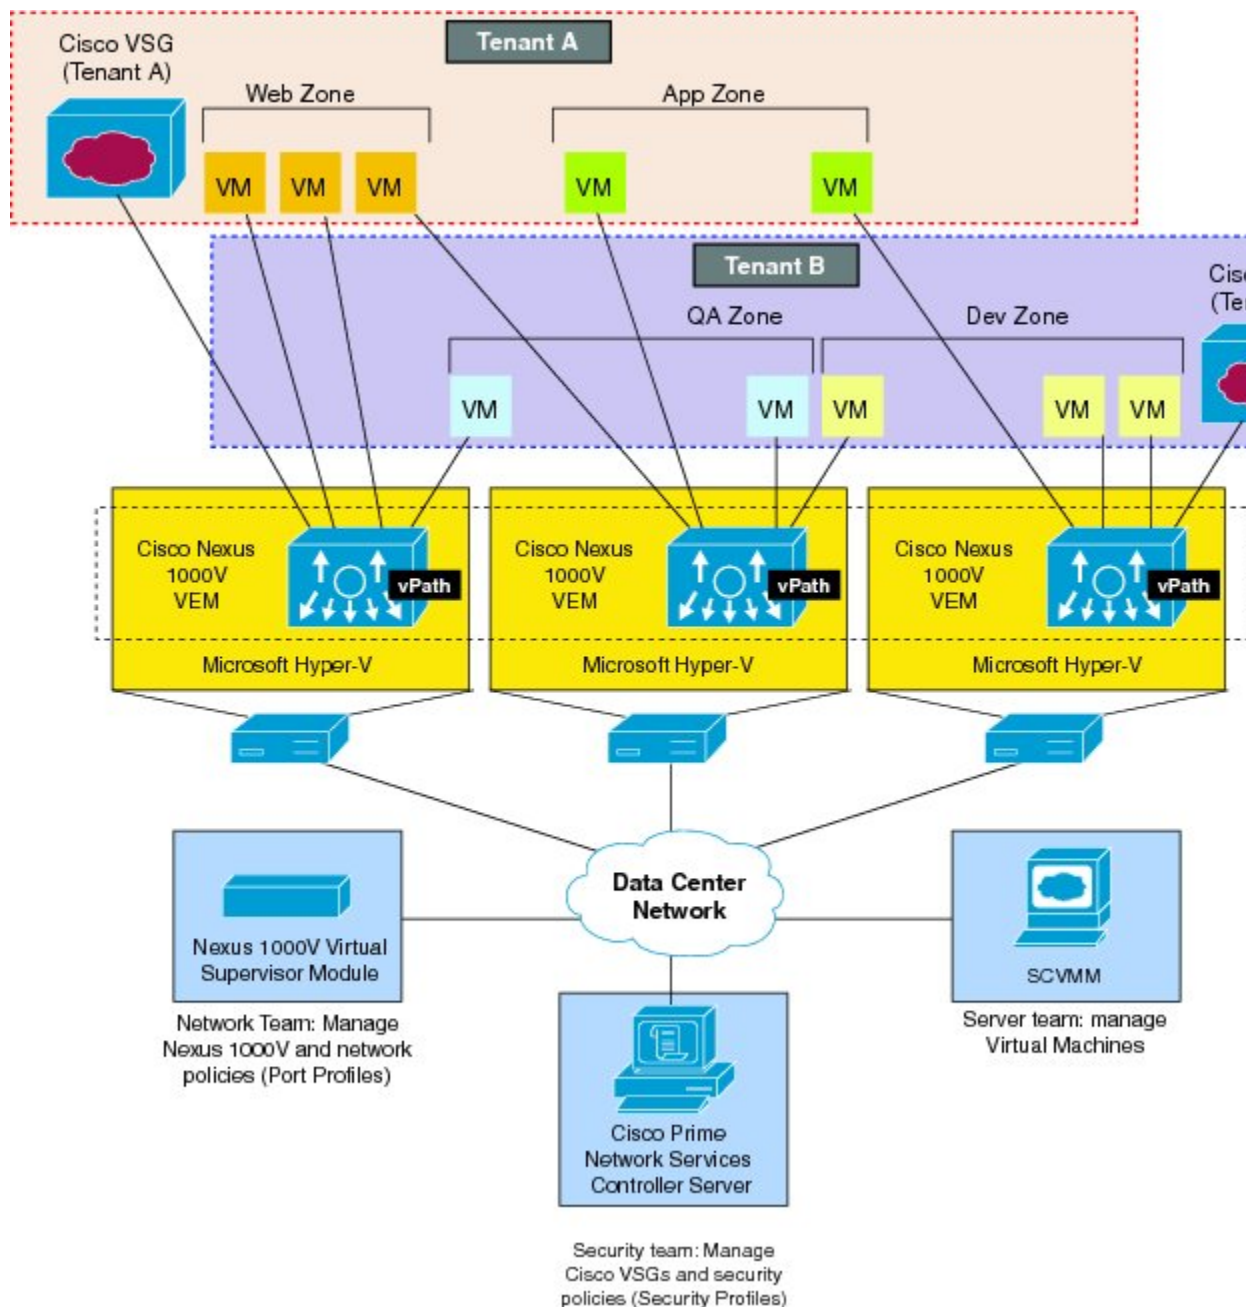 Cisco VSG
(Tenant A)
Tenant A
Web Zone
App Zone
VM
VM
VM
VM
VM
Tenant B
QA Zone
Dev Zone
VM
VM
VM
VM
VM
Cisco Nexus
1000V
VEM
vPath
Cisco Nexus
1000V
VEM
vPath
Cisco Nexus
1000V
VEM
vPath
Microsoft Hyper-V
Microsoft Hyper-V
Microsoft Hyper-V
Data Center
Network
Nexus 1000V Virtual
Supervisor Module
Network Team: Manage
Nexus 1000V and network
policies (Port Profiles)
SCVMM
Server team: manage
Virtual Machines
Cisco Prime
Network Services
Controller Server
Security team: Manage
Cisco VSGs and security
policies (Security Profiles)